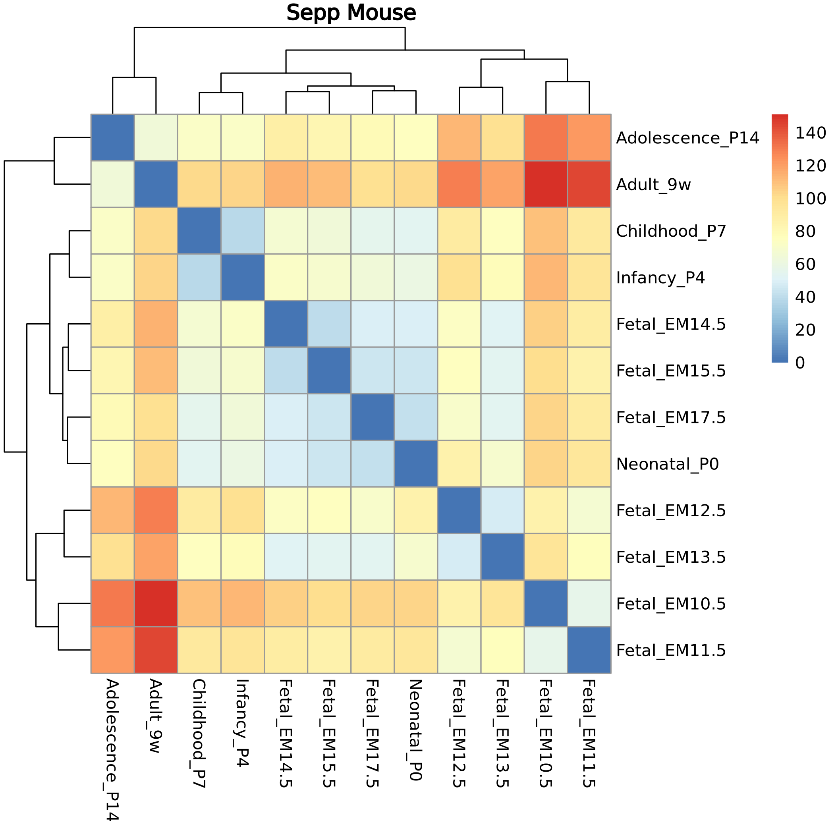 Sepp Mouse
Adolescence_P14
Adult_9w
Childhood_P7
Infancy_P4
Fetal_EM14.5
Fetal_EM15.5
Fetal_EM17.5
Neonatal_P0
Fetal_EM12.5
Fetal_EM13.5
Fetal_EM10.5
Fetal_EM11.5
140
120
100
80
60
40
20
0
Adolescence_P14
Adult_9w
Childhood_P7
Infancy_P4
Fetal_EM14.5
Fetal_EM15.5
Fetal_EM17.5
Neonatal_P0
Fetal_EM12.5
Fetal_EM13.5
Fetal_EM10.5
Fetal_EM11.5